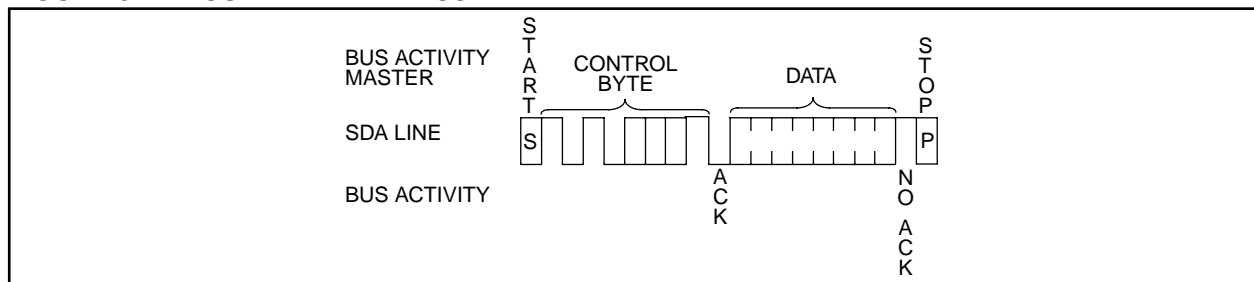 START
BUS ACTIVITY
MASTER
CONTROL
BYTE
DATA
STOP
SDA LINE
S
P
BUS ACTIVITY
ACK
NO ACK